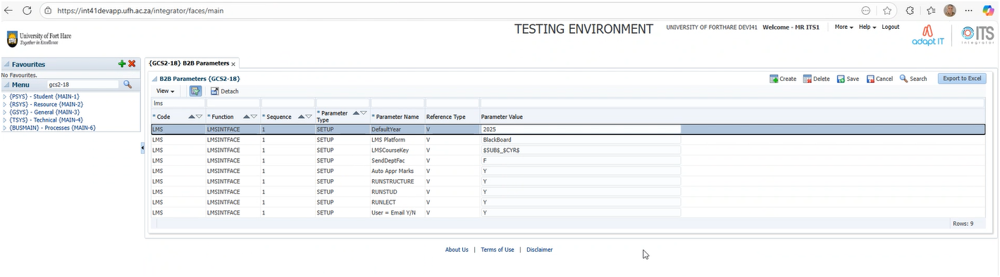 https://int41devapp.ufh.ac.za/integrator/faces/main
University of Fort Hare
Together in Excellence
TESTING ENVIRONMENT
UNIVERSITY OF FORTHARE DEVI41 Welcome - MR ITS1 More Help Logout
adapt IT
ITS
integrator
Favourites
No Favourites.
Menu gcs2-18
{PSYS} - Student {MAIN-1}
{RSYS} - Resource {MAIN-2}
{GSYS} - General {MAIN-3}
{TSYS} - Technical {MAIN-4}
{BUSMAIN} - Processes {MAIN-6}
{GCS2-18} B2B Parameters x
B2B Parameters {GCS2-18} Create Delete Save Cancel Search Export to Excel
View Detach
lms
* Code * Function * Sequence * Parameter Type * Parameter Name Reference Type Parameter Value
LMS LMSINTFACE 1 SETUP DefaultYear V 2025
LMS LMSINTFACE 1 SETUP LMS Platform V BlackBoard
LMS LMSINTFACE 1 SETUP LMSCourseKey V $SUB$_$CYR$
LMS LMSINTFACE 1 SETUP SendDeptFac V F
LMS LMSINTFACE 1 SETUP Auto Appr Marks V Y
LMS LMSINTFACE 1 SETUP RUNSTRUCTURE V Y
LMS LMSINTFACE 1 SETUP RUNSTUD V Y
LMS LMSINTFACE 1 SETUP RUNLECT V Y
LMS LMSINTFACE 1 SETUP User = Email Y/N V Y
Rows: 9
About Us | Terms of Use | Disclaimer